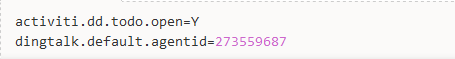 activiti.dd.todo.open=Y
dingtalk.default.agentid=273559687